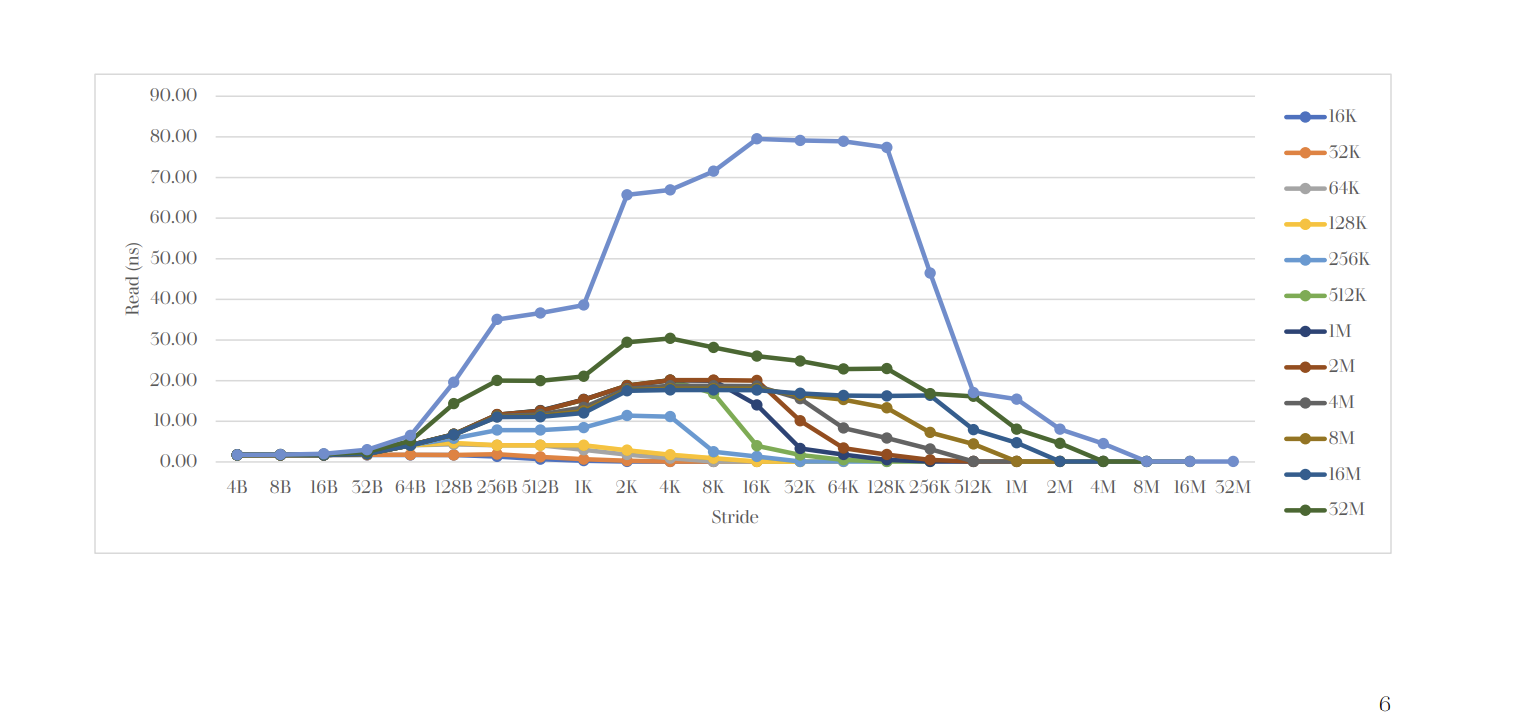 90.00
80.00
70.00
60.00
50.00
40.00
30.00
20.00
10.00
0.00
Read (ns)
4B 8B 16B 32B 64B 128B 256B 512B 1K 2K 4K 8K 16K 32K 64K 128K 256K 512K 1M 2M 4M 8M 16M 32M
Stride
16K
32K
64K
128K
256K
512K
1M
2M
4M
8M
16M
32M
6